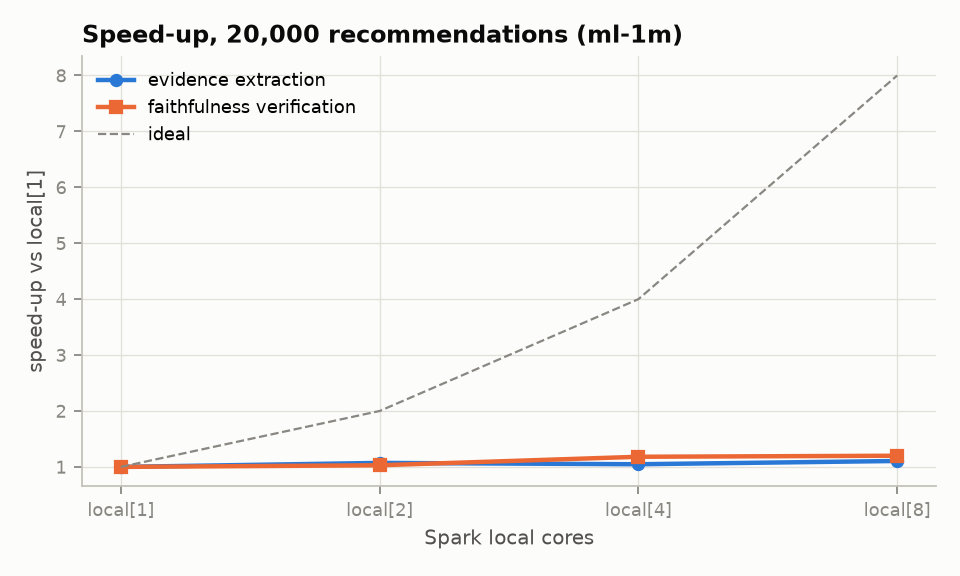 Speed-up, 20,000 recommendations (ml-1m)
evidence extraction
faithfulness verification
ideal
speed-up vs local[1]
8
7
6
5
4
3
2
1
local[1] local[2] local[4] local[8]
Spark local cores